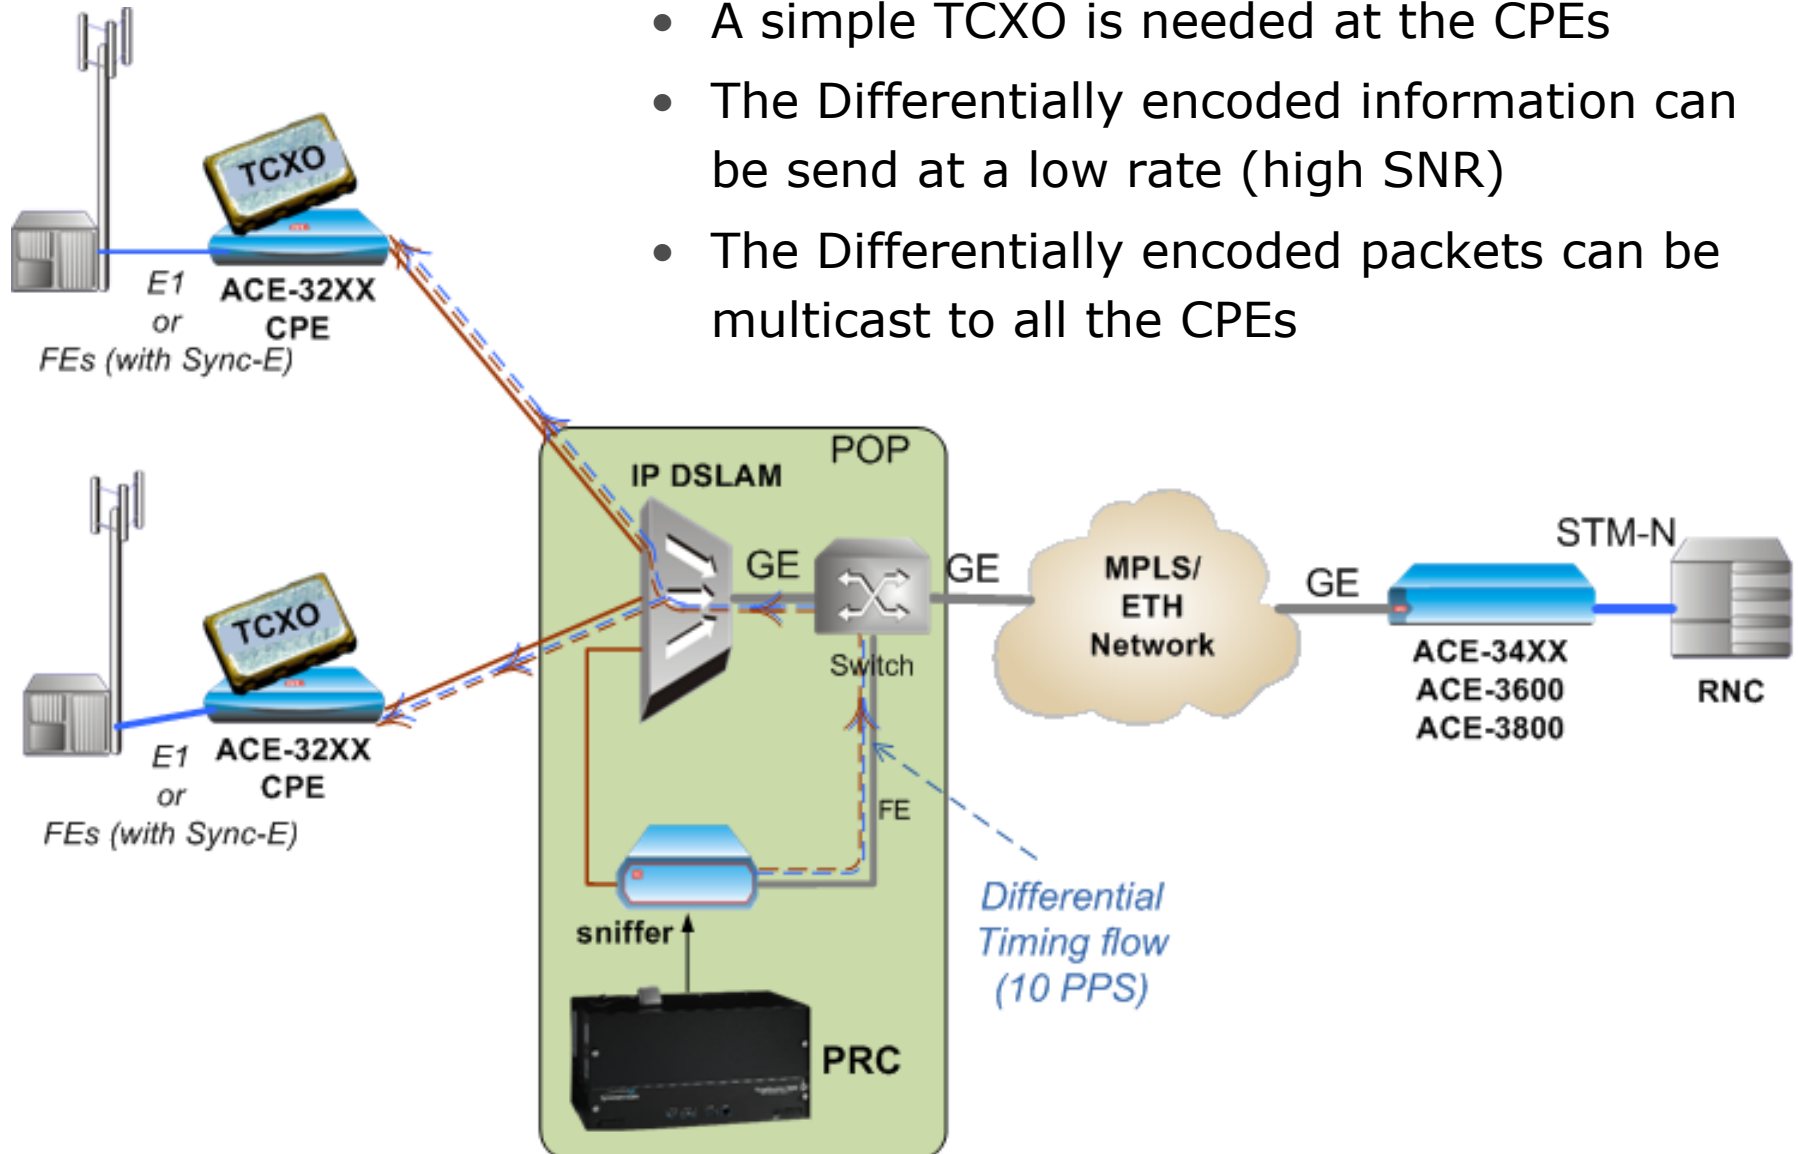 • A simple TCXO is needed at the CPEs
• The Differentially encoded information can
be send at a low rate (high SNR)
• The Differentially encoded packets can be
multicast to all the CPEs
TCXO
E1
or
FEs (with Sync-E)
ACE-32XX
CPE
POP
IP DSLAM
GE
Switch
GE
MPLS/
ETH
Network
GE
STM-N
ACE-34XX
ACE-3600
ACE-3800
RNC
TCXO
E1
or
FEs (with Sync-E)
ACE-32XX
CPE
FE
sniffer
Differential
Timing flow
(10 PPS)
PRC